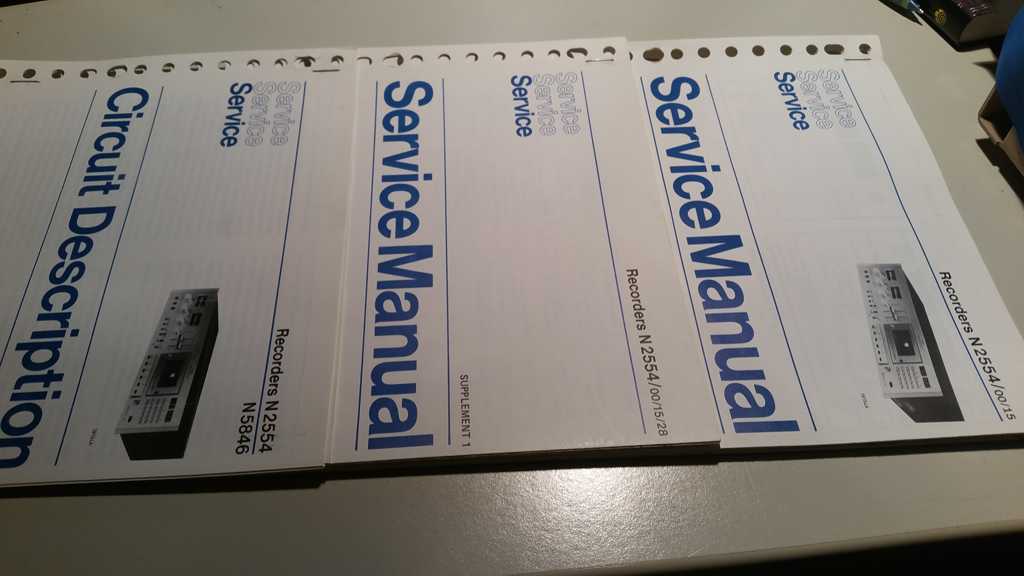 Service
Service
Service
Circuit Description
Recorders N2554
N5846
Service
Service
Service
Service Manual
Recorders N2554/00/15/28
SUPPLEMENT 1
Service
Service
Service
Service Manual
Recorders N2554/00/15